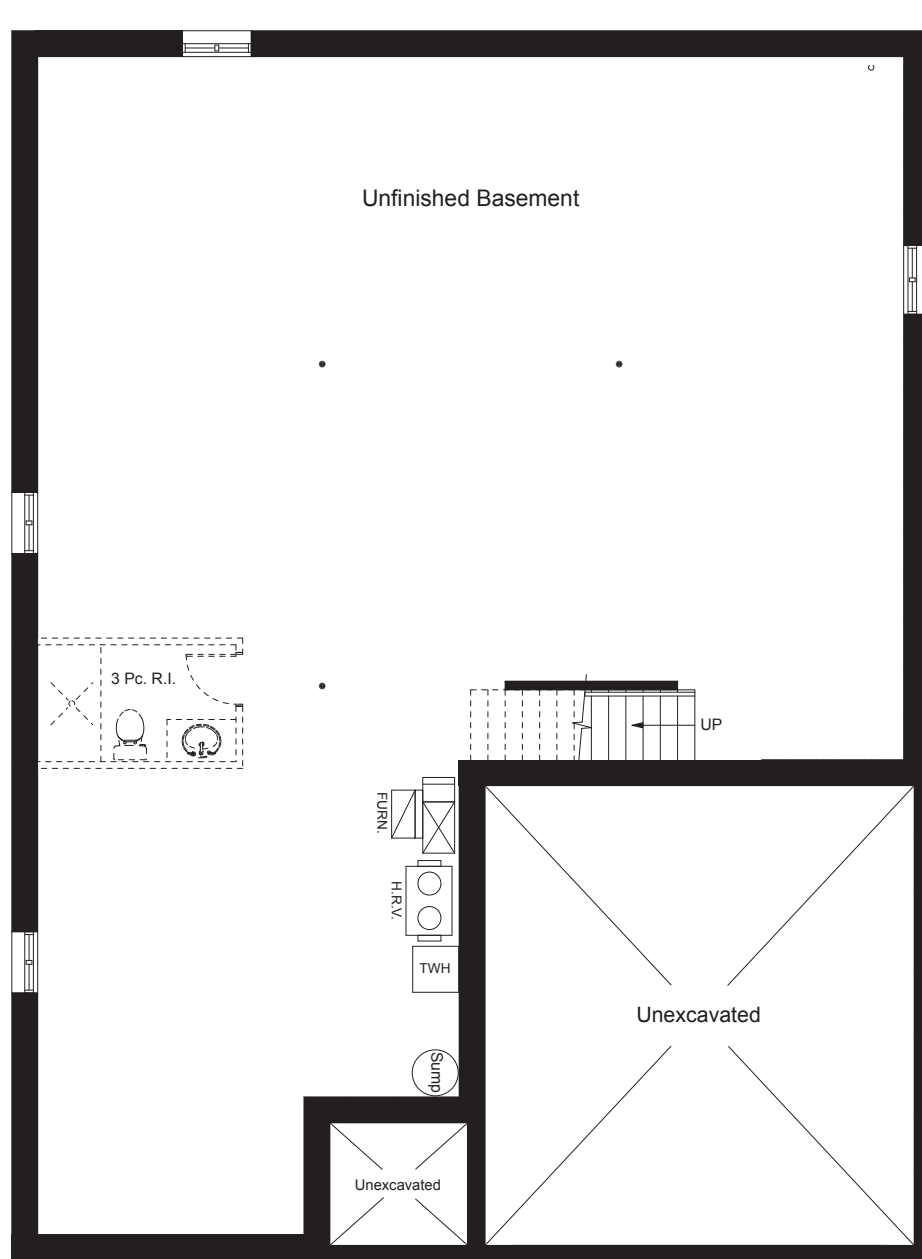 Unfinished Basement
3 Pc. R.I.
UP
FURN.
H.R.V.
TWH
Unexcavated
Sump
Unexcavated